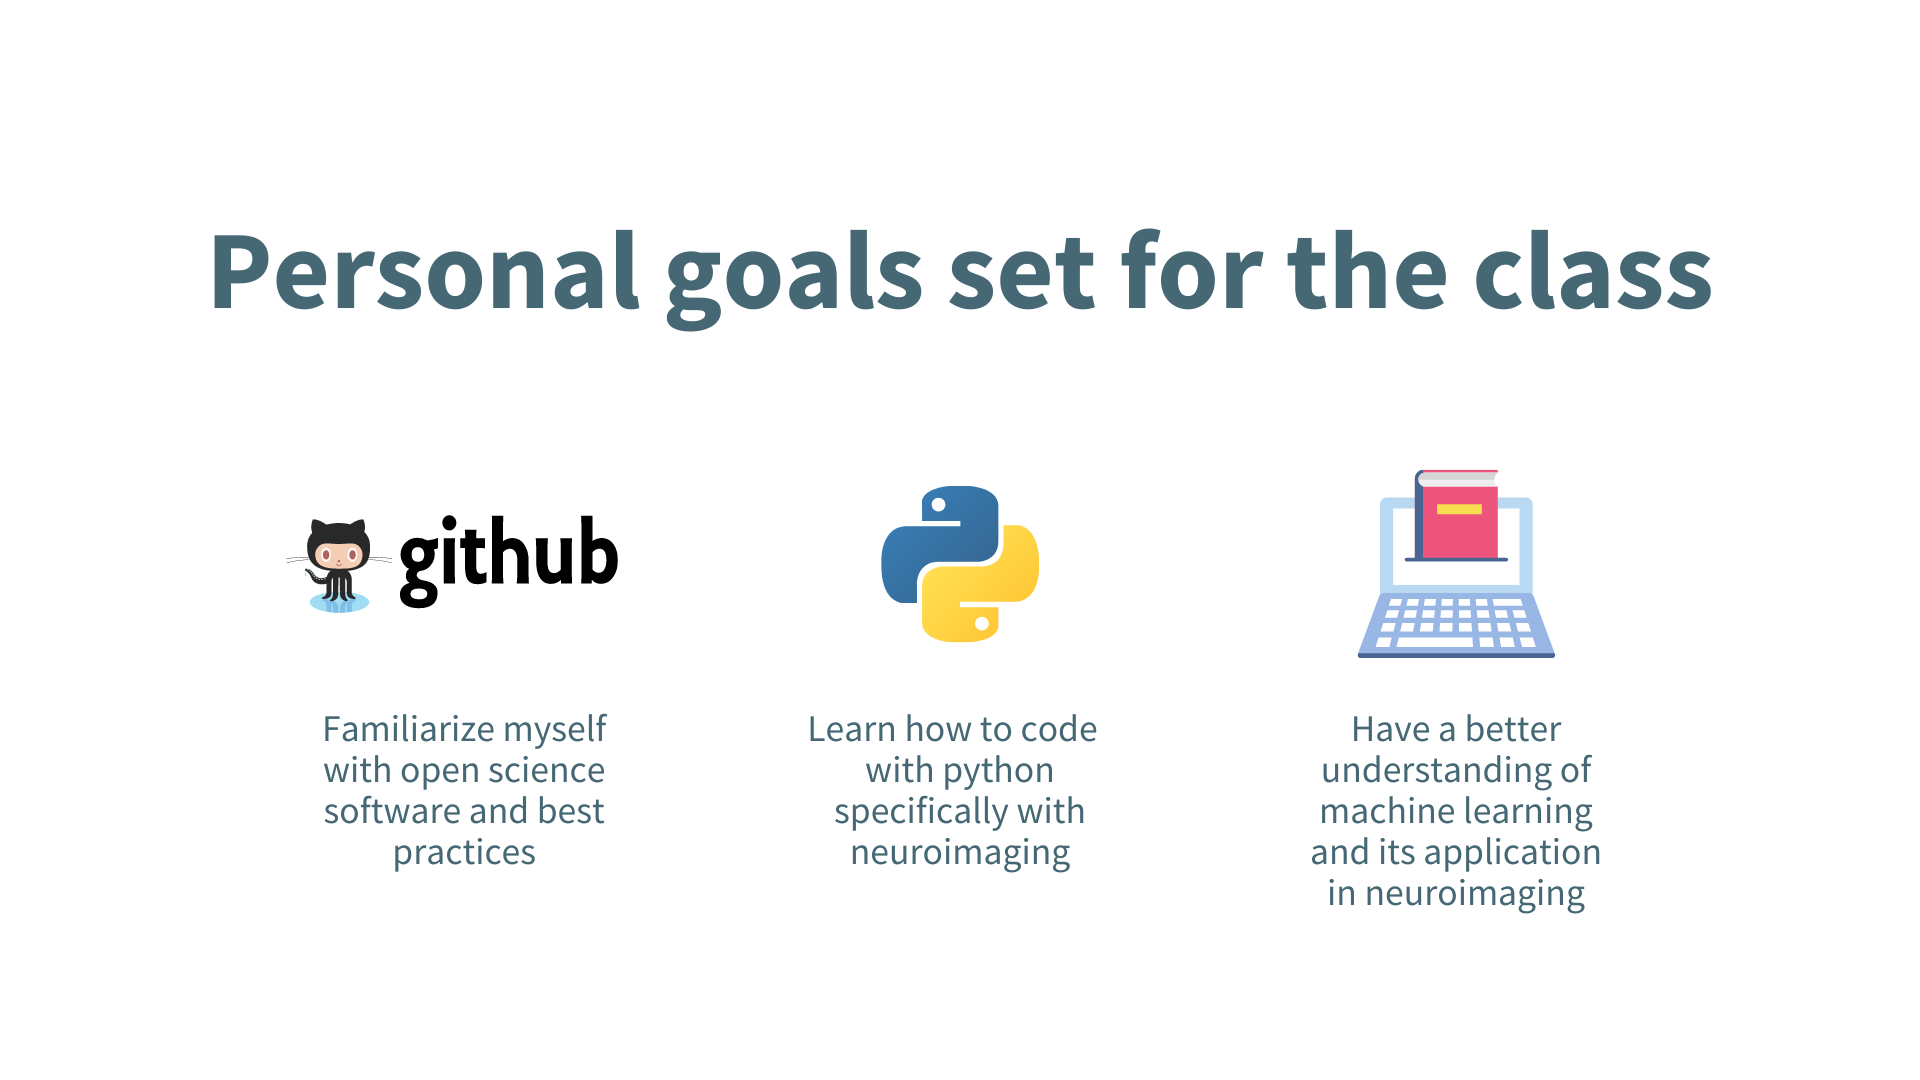 Personal goals set for the class
github
Familiarize myself
with open science
software and best
practices
Learn how to code
with python
specifically with
neuroimaging
Have a better
understanding of
machine learning
and its application
in neuroimaging